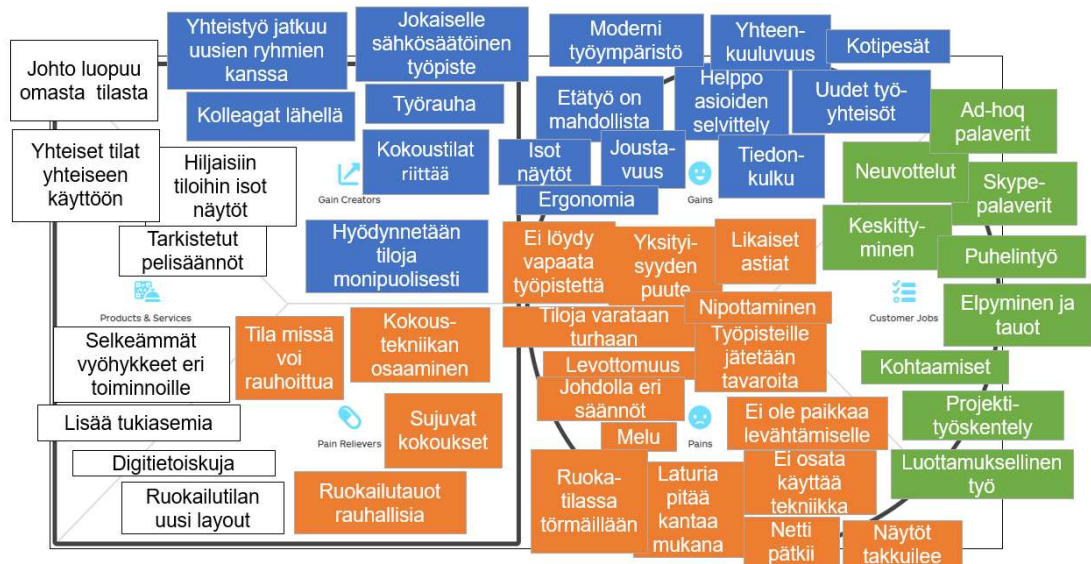 Johto luopuu
omasta tilasta
Yhteistyö jatkuu
uusien ryhmien
kanssa
Jokaiselle
sähkösäätöinen
työpiste
Kolleagat lähellä
Työrauha
Yhteiset tilat
yhteiseen
käyttöön
Hiljaisiin
tiloihin isot
näytöt
Kokoustilat
riittää
Gain Creators
Tarkistetut
pelisäännöt
Hyödynnetään
tiloja
monipuolisesti
Products & Services
Selkeämmät
vyöhykkeet eri
toiminnoille
Tila missä
voi
rauhoittua
Kokous-
tekniikan
osaaminen
Lisää tukiasemia
Pain Relievers
Sujuvat
kokoukset
Digitietoiskuja
Ruokailutilan
uusi layout
Ruokailutauot
rauhallisia
Moderni
työympäristö
Yhteen-
kuuluvuus
Kotipesät
Etätyö on
mahdollista
Helppo
asioiden
selvittely
Uudet työ-
yhteisöt
Isot
näytöt
Jousta-
vuus
Tiedon-
kulku
Gains
Ergonomia
Ei löydy
vapaata
työpistettä
Yksityi-
syyden
puute
Likaiset
astiat
Nipottaminen
Tiloja varataan
turhaan
Työpisteille
jätetään
tavaroita
Levottomuus
Johdolla eri
säännöt
Melu
Pains
Ei ole paikkaa
levähtämiselle
Ruoka-
tilassa
törmäillään
Laturia
pitää
kantaa
mukana
Ei osata
käyttää
tekniikka
Netti
pätkii
Näytöt
takkuilee
Ad-hoq
palaverit
Neuvottelut
Skype-
palaverit
Keskitty-
minen
Puhelintyö
Customer Jobs
Elpyminen ja
tauot
Kohtaamiset
Projekti-
työskentely
Luottamuksellinen
työ